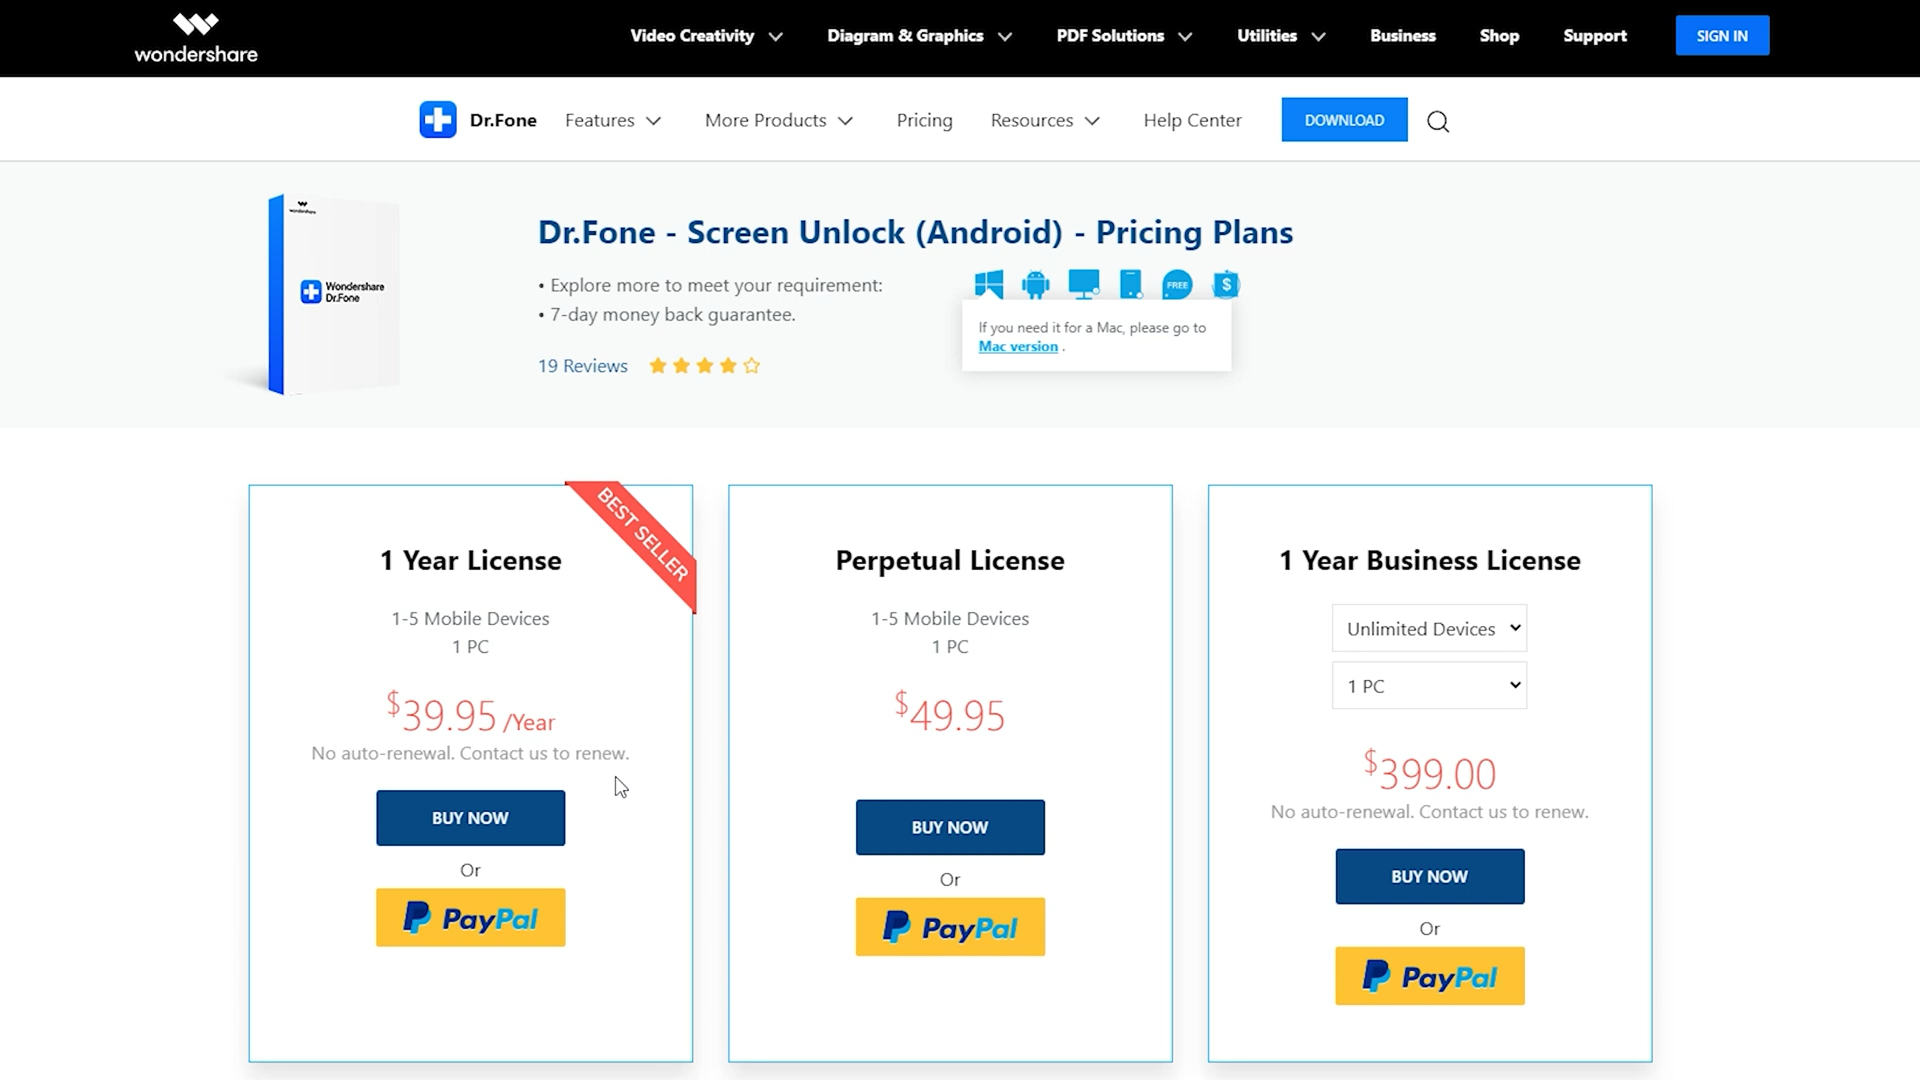 wondershare
Video Creativity
Diagram & Graphics
PDF Solutions
Utilities
Business
Shop
Support
SIGN IN
Dr.Fone
Features
More Products
Pricing
Resources
Help Center
DOWNLOAD
wondershare
Wondershare
Dr.Fone
Dr.Fone - Screen Unlock (Android) - Pricing Plans
• Explore more to meet your requirement:
• 7-day money back guarantee.
FREE
$
If you need it for a Mac, please go to
Mac version .
19 Reviews
BEST SELLER
1 Year License
1-5 Mobile Devices
1 PC
$39.95 /Year
No auto-renewal. Contact us to renew.
BUY NOW
Or
PayPal
Perpetual License
1-5 Mobile Devices
1 PC
$49.95
BUY NOW
Or
PayPal
1 Year Business License
Unlimited Devices
1 PC
$399.00
No auto-renewal. Contact us to renew.
BUY NOW
Or
PayPal